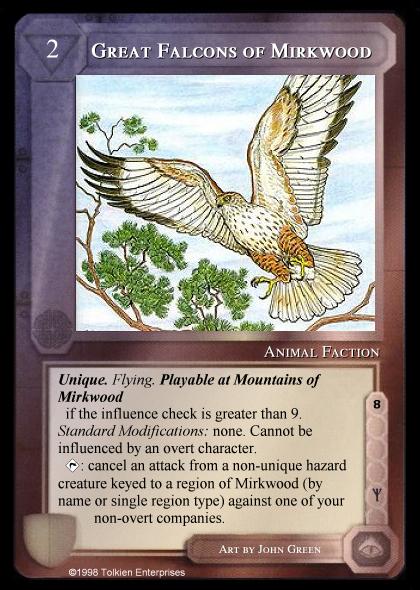 2
GREAT FALCONS OF MIRKWOOD
ANIMAL FACTION
Unique. Flying. Playable at Mountains of
Mirkwood
if the influence check is greater than 9.
Standard Modifications: none. Cannot be
influenced by an overt character.
: cancel an attack from a non-unique hazard
creature keyed to a region of Mirkwood (by
name or single region type) against one of your
non-overt companies.
8
ART BY JOHN GREEN
©1998 Tolkien Enterprises